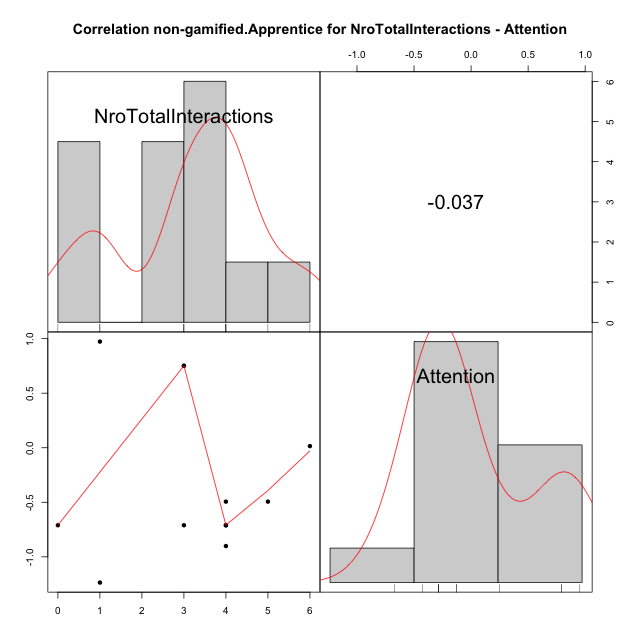 Correlation non-gamified.Apprentice for NroTotalInteractions - Attention
-1.0 -0.5 0.0 0.5 1.0
NroTotalInteractions
-0.037
6
5
4
3
2
1
0
1.0
0.5
0.0
-0.5
-1.0
Attention
0 1 2 3 4 5 6